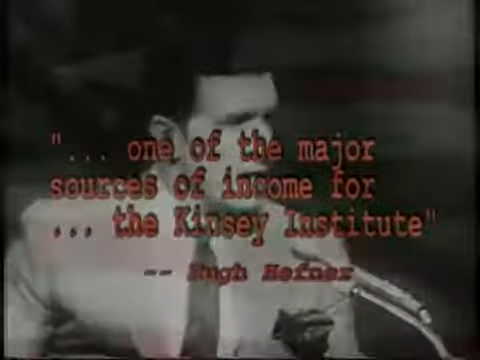 "... one of the major
sources of income for
... the Kinsey Institute"
-- Hugh Hefner